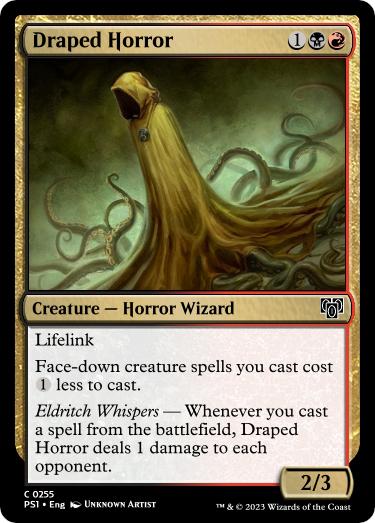 Draped Horror 1
Creature — Horror Wizard
Lifelink
Face-down creature spells you cast cost
1 less to cast.
Eldritch Whispers — Whenever you cast
a spell from the battlefield, Draped
Horror deals 1 damage to each
opponent.
2/3
C 0255
PS1 • Eng Unknown Artist
™ & © 2023 Wizards of the Coast